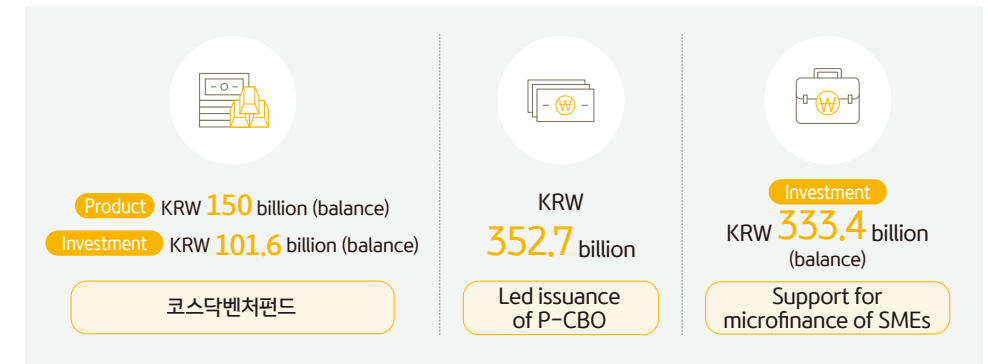 Product KRW 150 billion (balance)
Investment KRW 101.6 billion (balance)
코스닥벤처펀드
₩
KRW
352.7 billion
Led issuance
of P-CBO
₩
Investment
KRW 333.4 billion
(balance)
Support for
microfinance of SMEs